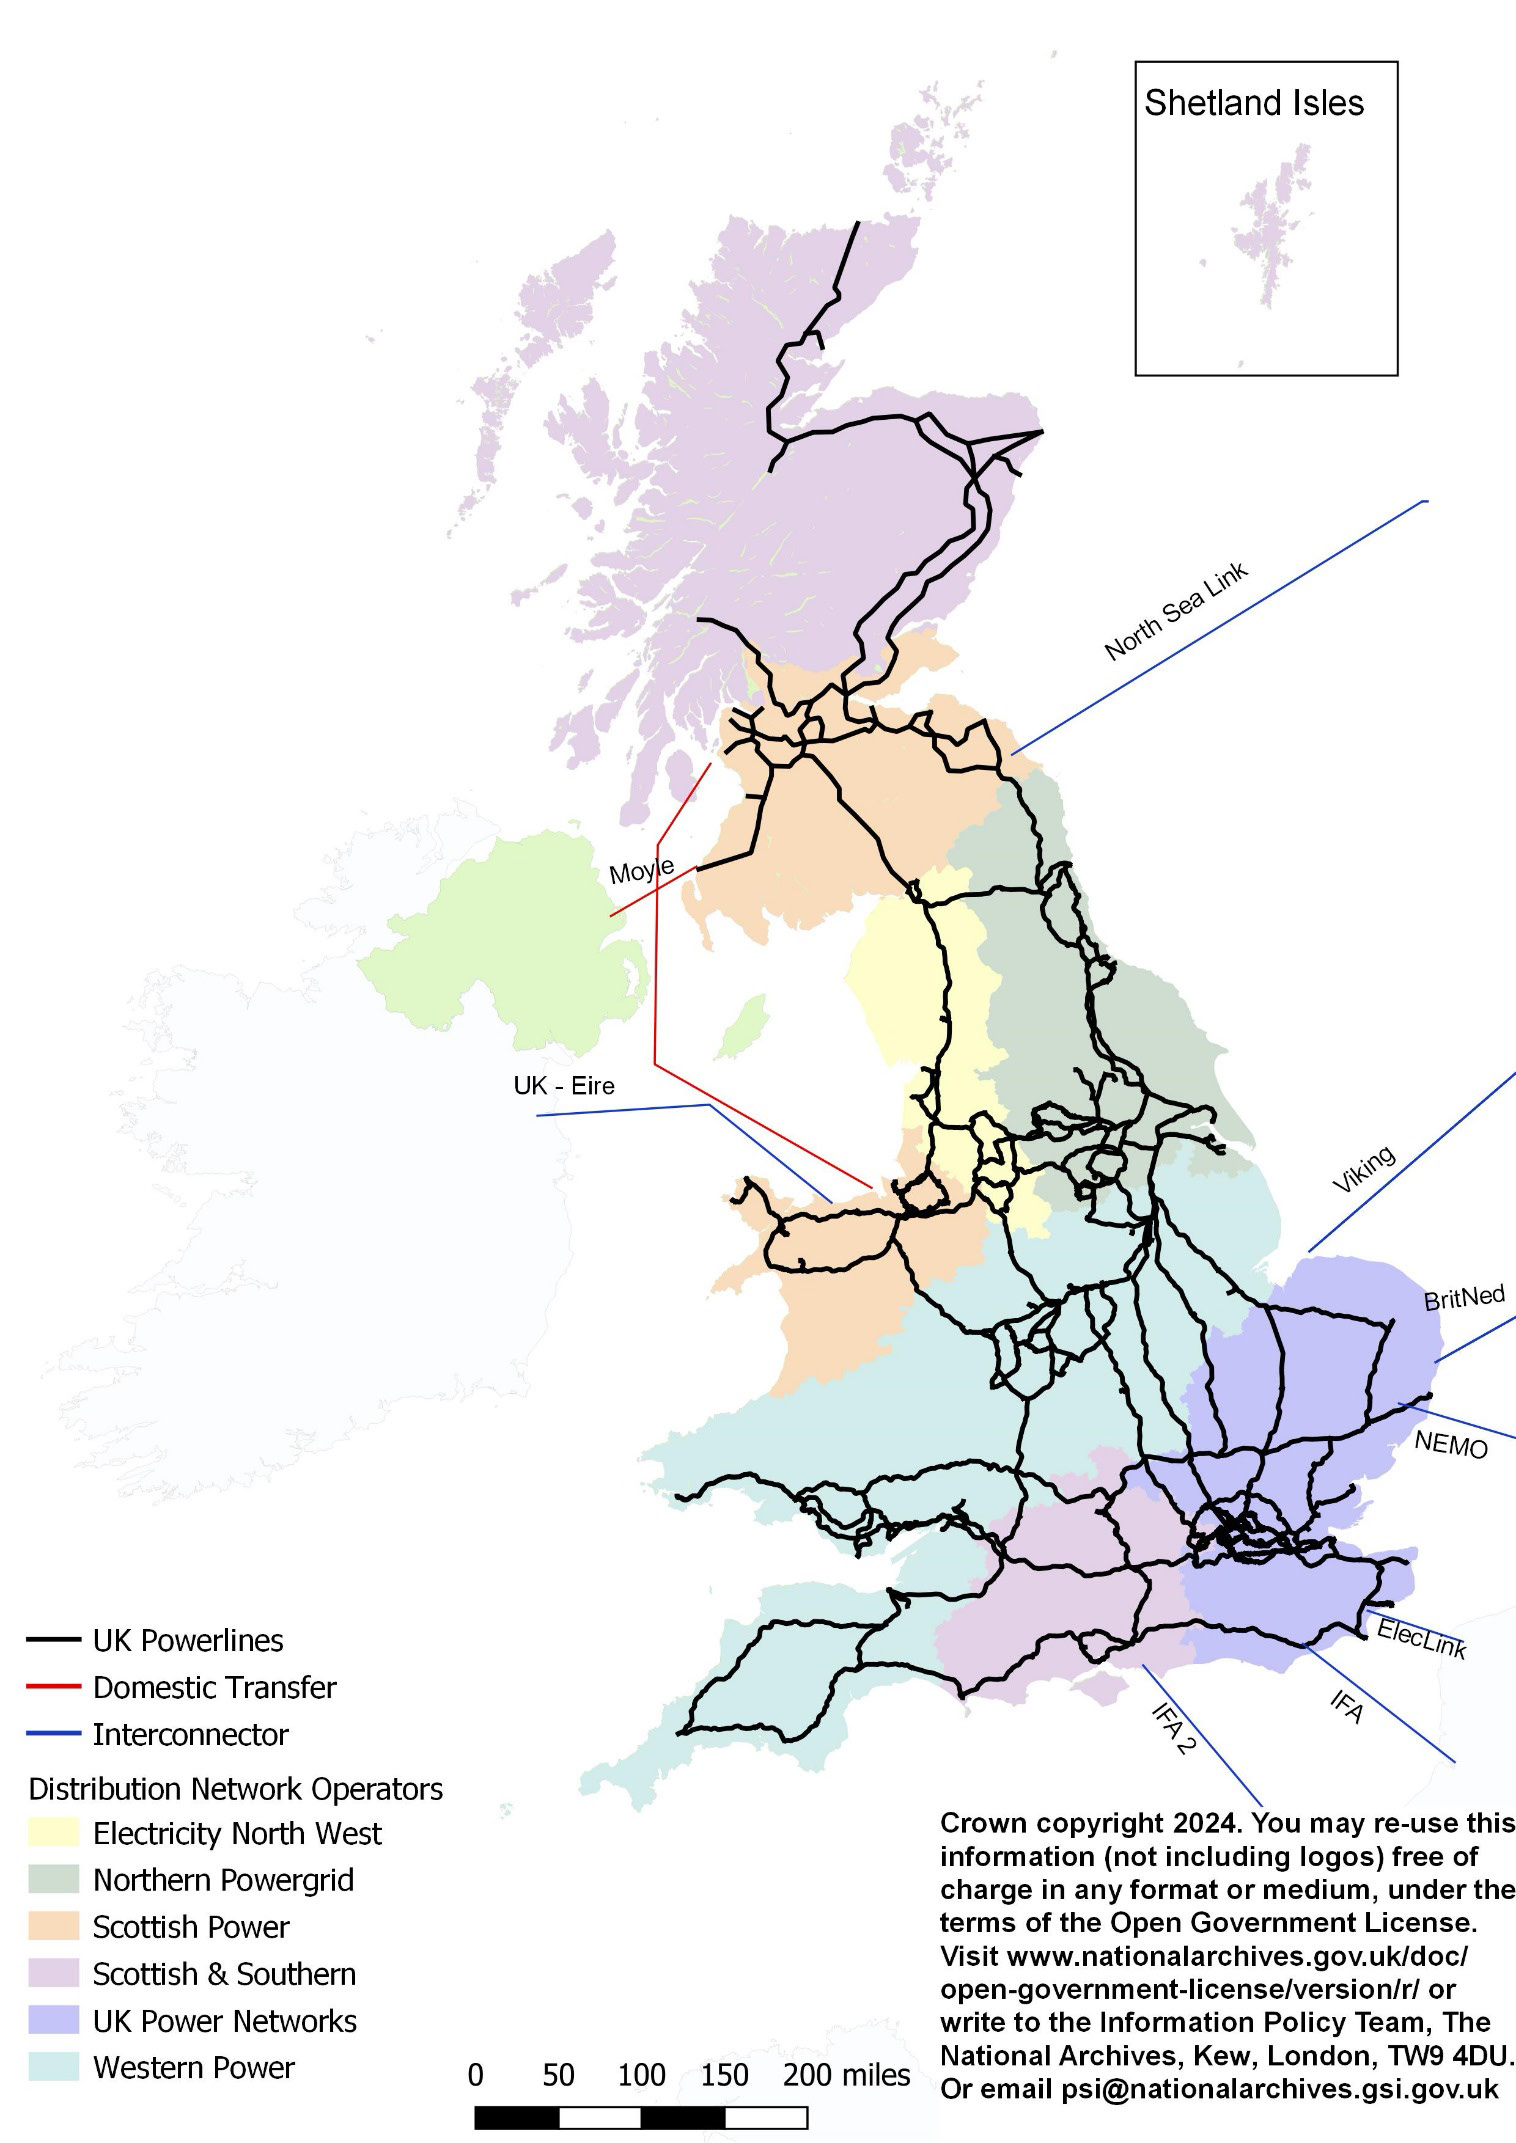 Shetland Isles
North Sea Link
Moyle
UK - Eire
Viking
BritNed
NEMO
ElecLink
IFA
IFA 2
UK Powerlines
Domestic Transfer
Interconnector
Distribution Network Operators
Electricity North West
Northern Powergrid
Scottish Power
Scottish & Southern
UK Power Networks
Western Power
0 50 100 150 200 miles
Crown copyright 2024. You may re-use this
information (not including logos) free of
charge in any format or medium, under the
terms of the Open Government License.
Visit www.nationalarchives.gov.uk/doc/
open-government-license/version/r/ or
write to the Information Policy Team, The
National Archives, Kew, London, TW9 4DU.
Or email psi@nationalarchives.gsi.gov.uk